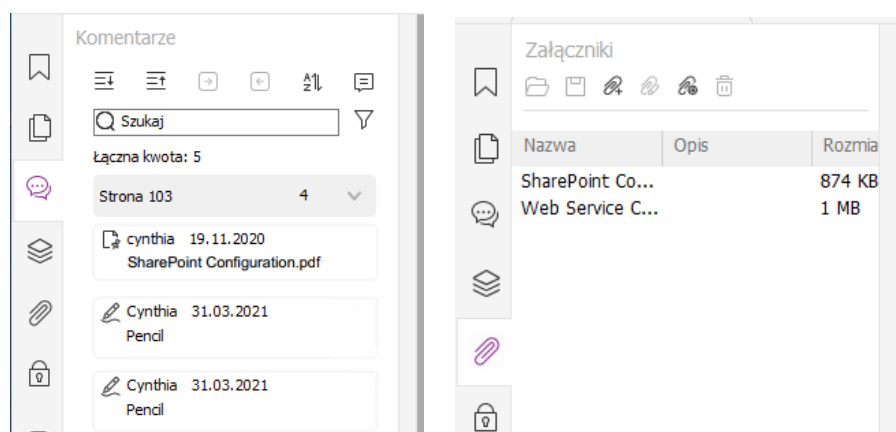 Komentarze
Szukaj
Łączna kwota: 5
Strona 103 4
cynthia 19.11.2020
SharePoint Configuration.pdf
Cynthia 31.03.2021
Pencil
Cynthia 31.03.2021
Pencil
Załączniki
Nazwa Opis Rozmia
SharePoint Co... 874 KB
Web Service C... 1 MB